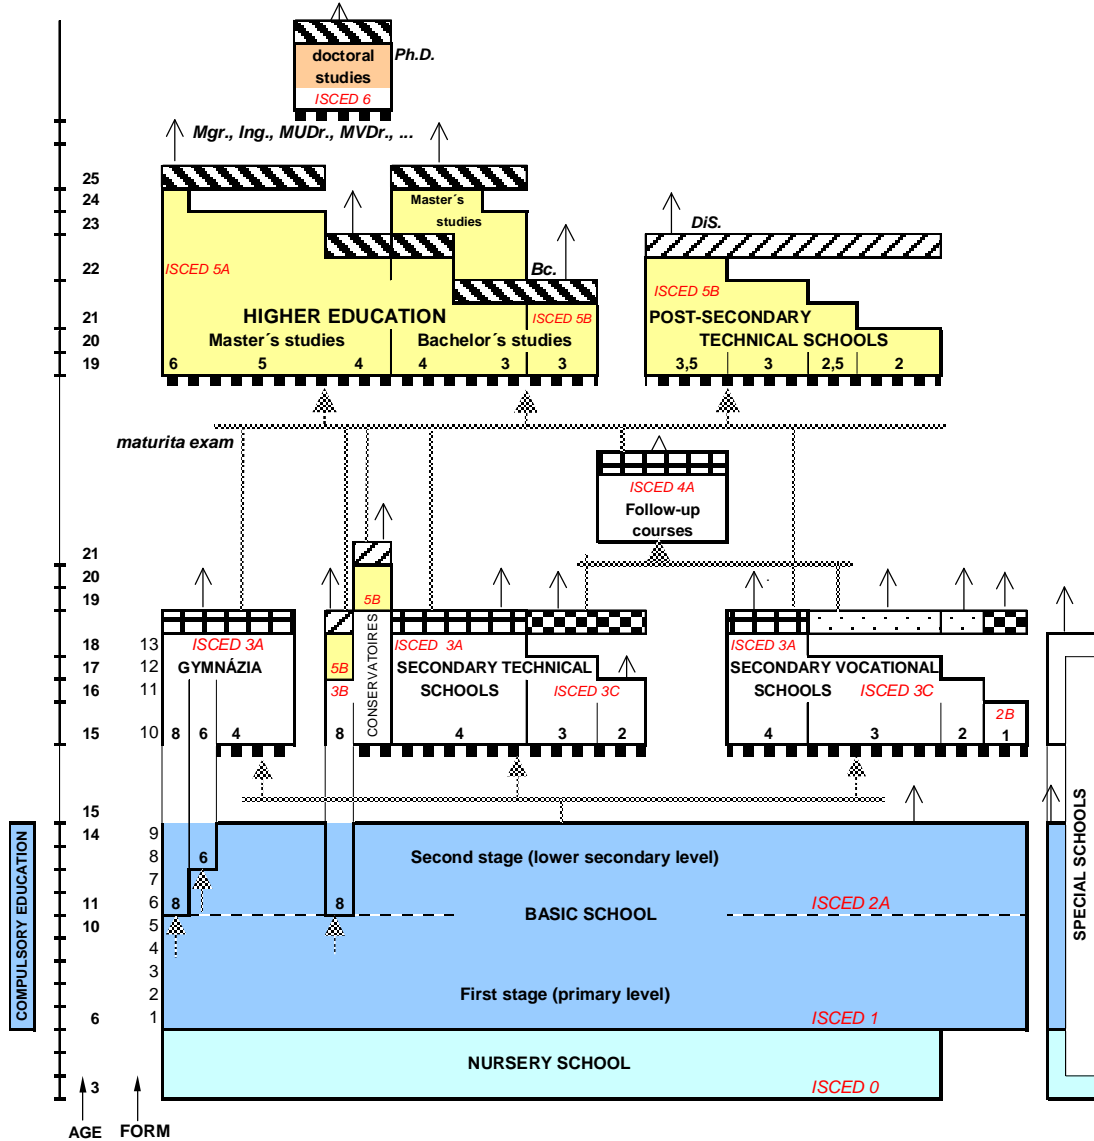 doctoral
studies
Ph.D.
ISCED 6
Mgr., Ing., MUDr., MVDr., ...
25
24
Master´s
studies
23
DiS.
22
ISCED 5A
Bc.
ISCED 5B
21
HIGHER EDUCATION
ISCED 5B
POST-SECONDARY
20
Master´s studies
Bachelor´s studies
TECHNICAL SCHOOLS
19
6
5
4
4
3
3
3,5
3
2,5
2
maturita exam
ISCED 4A
Follow-up
courses
21
20
19
5B
18
13
ISCED 3A
ISCED 3A
ISCED 3A
17
12
GYMNÁZIA
5B
CONSERVATOIRES
SECONDARY TECHNICAL
SCHOOLS
SECONDARY VOCATIONAL
SCHOOLS
16
11
3B
ISCED 3C
ISCED 3C
2B
15
10
8
6
4
8
4
3
2
4
3
2
1
15
14
9
8
6
Second stage (lower secondary level)
7
11
6
8
8
ISCED 2A
BASIC SCHOOL
10
5
4
3
2
First stage (primary level)
6
1
ISCED 1
COMPULSORY EDUCATION
SPECIAL SCHOOLS
NURSERY SCHOOL
3
ISCED 0
AGE
FORM